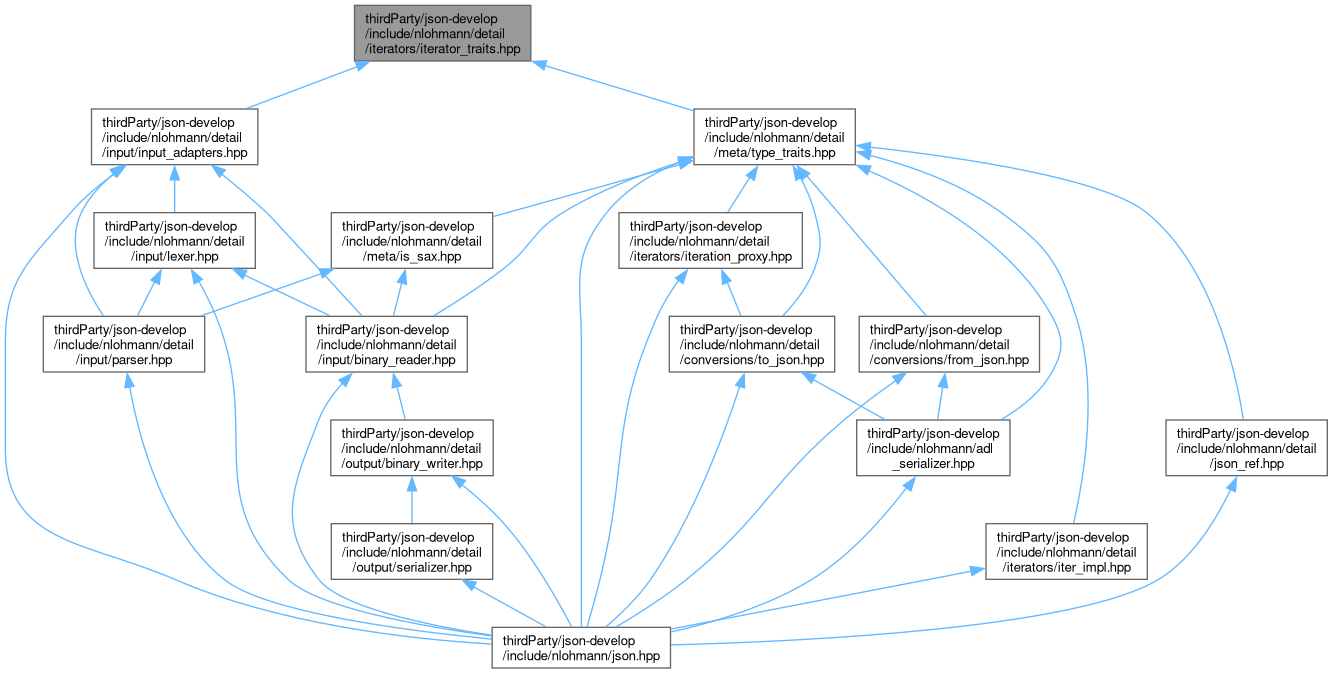 thirdParty/json-develop
/include/nlohmann/detail
/iterators/iterator_traits.hpp
thirdParty/json-develop
/include/nlohmann/detail
/input/input_adapters.hpp
thirdParty/json-develop
/include/nlohmann/detail
/meta/type_traits.hpp
thirdParty/json-develop
/include/nlohmann/detail
/input/lexer.hpp
thirdParty/json-develop
/include/nlohmann/detail
/meta/is_sax.hpp
thirdParty/json-develop
/include/nlohmann/detail
/iterators/iteration_proxy.hpp
thirdParty/json-develop
/include/nlohmann/detail
/input/parser.hpp
thirdParty/json-develop
/include/nlohmann/detail
/input/binary_reader.hpp
thirdParty/json-develop
/include/nlohmann/detail
/conversions/to_json.hpp
thirdParty/json-develop
/include/nlohmann/detail
/conversions/from_json.hpp
thirdParty/json-develop
/include/nlohmann/detail
/output/binary_writer.hpp
thirdParty/json-develop
/include/nlohmann/adl
_serializer.hpp
thirdParty/json-develop
/include/nlohmann/detail
/json_ref.hpp
thirdParty/json-develop
/include/nlohmann/detail
/output/serializer.hpp
thirdParty/json-develop
/include/nlohmann/detail
/iterators/iter_impl.hpp
thirdParty/json-develop
/include/nlohmann/json.hpp